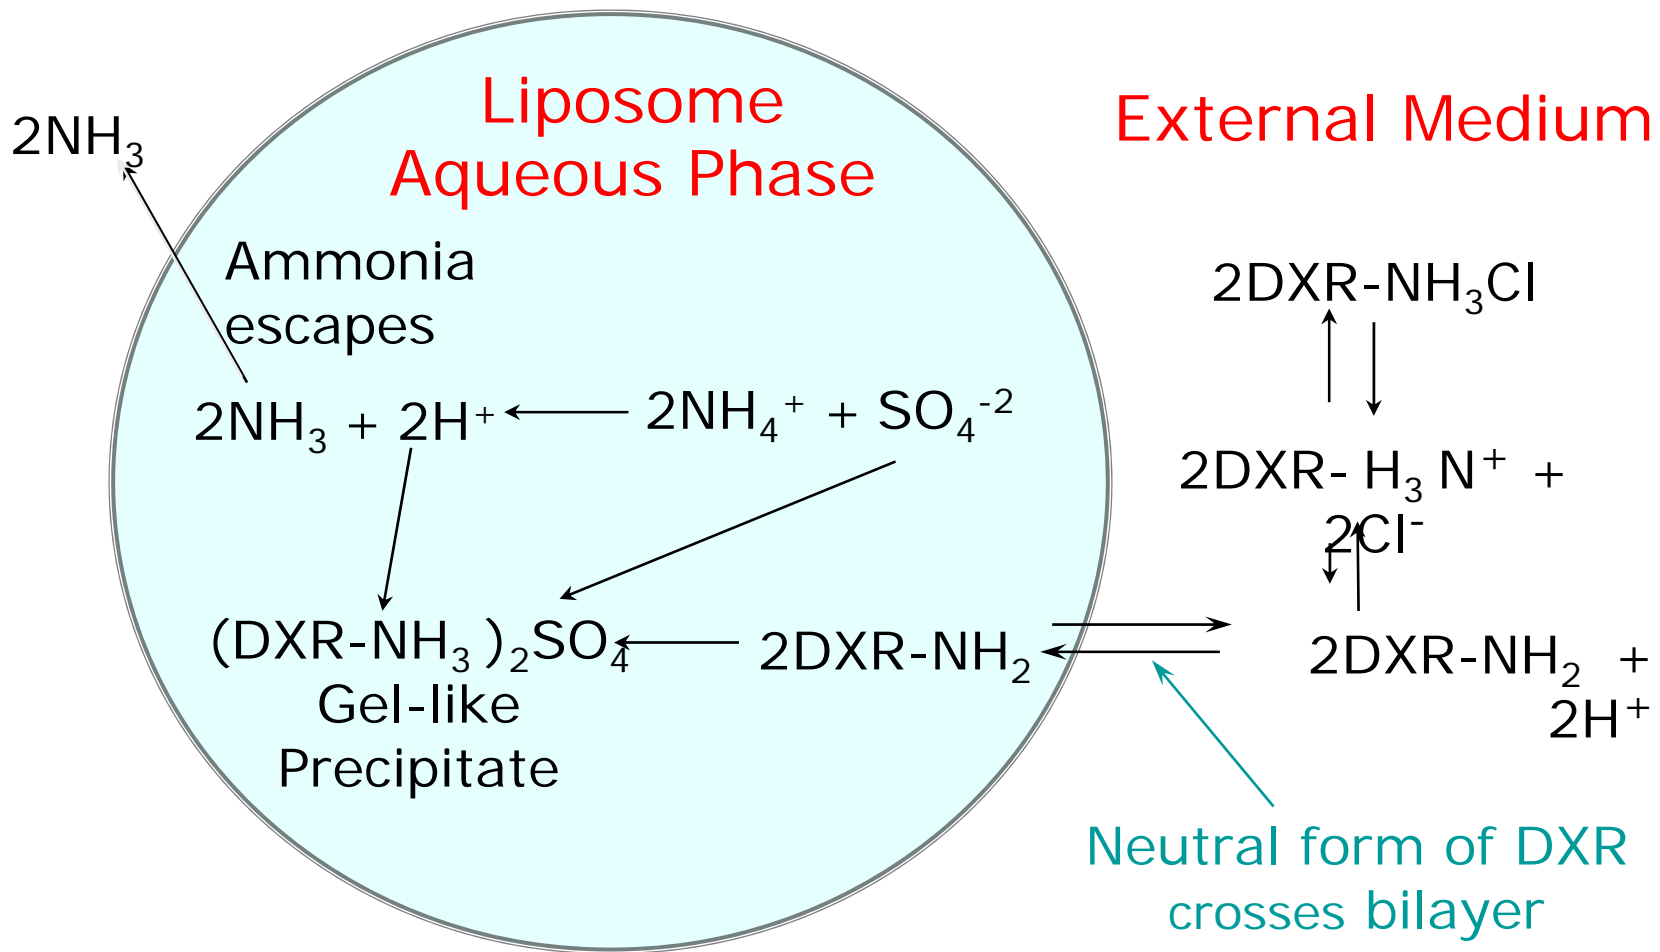 Liposome
Aqueous Phase
External Medium
2NH₃
Ammonia
escapes
2NH₃ + 2H⁺
2NH₄⁺ + SO₄⁻²
(DXR-NH₃ )₂SO₄
Gel-like
Precipitate
2DXR-NH₂
2DXR-NH₃Cl
2DXR- H₃ N⁺ +
2Cl⁻
2DXR-NH₂ +
2H⁺
Neutral form of DXR
crosses bilayer